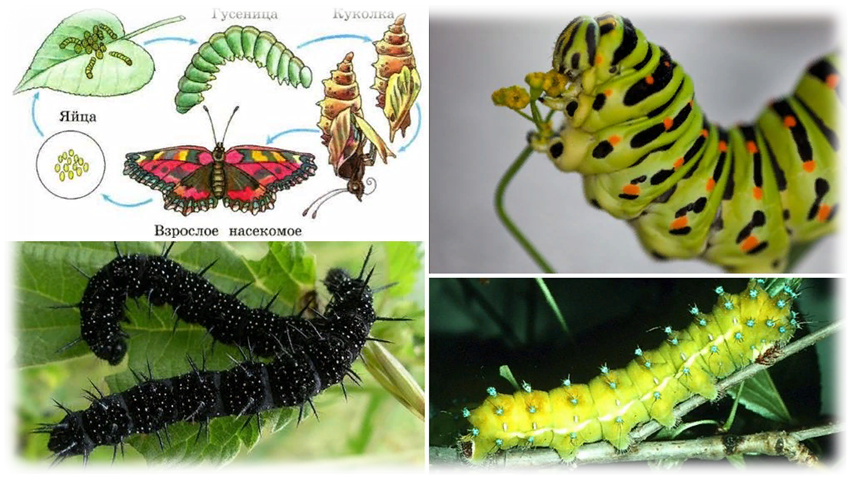 Гусеница
Куколка
Яйца
Взрослое насекомое